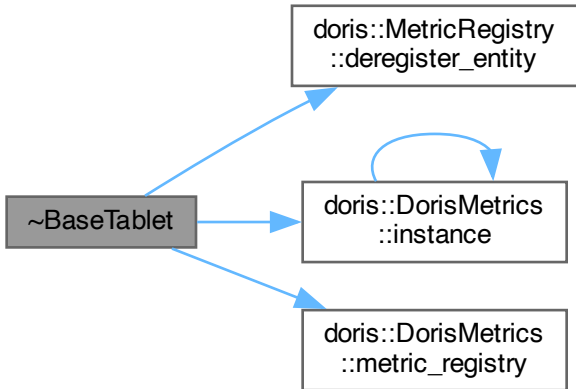 doris::MetricRegistry
::deregister_entity
~BaseTablet
doris::DorisMetrics
::instance
doris::DorisMetrics
::metric_registry